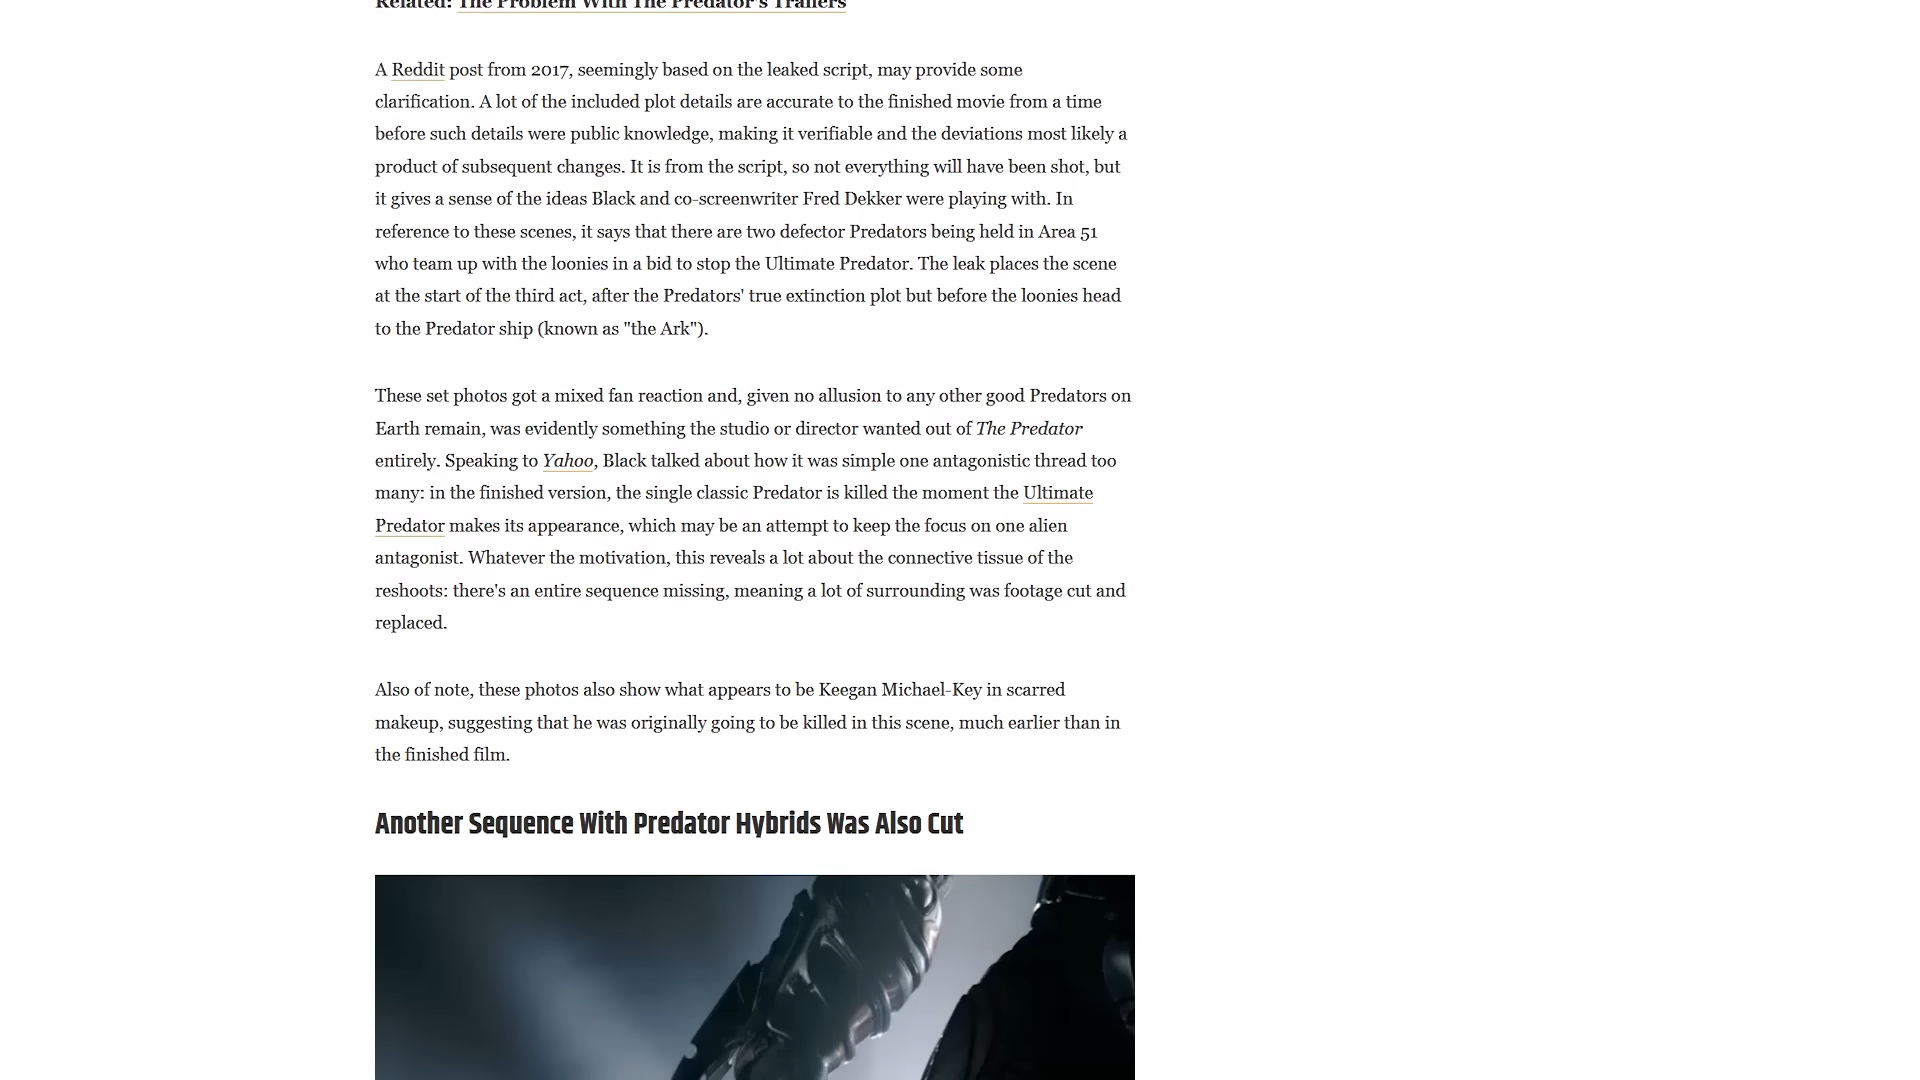 Related: The Problem With The Predator's Trailers
A Reddit post from 2017, seemingly based on the leaked script, may provide some
clarification. A lot of the included plot details are accurate to the finished movie from a time
before such details were public knowledge, making it verifiable and the deviations most likely a
product of subsequent changes. It is from the script, so not everything will have been shot, but
it gives a sense of the ideas Black and co-screenwriter Fred Dekker were playing with. In
reference to these scenes, it says that there are two defector Predators being held in Area 51
who team up with the loonies in a bid to stop the Ultimate Predator. The leak places the scene
at the start of the third act, after the Predators' true extinction plot but before the loonies head
to the Predator ship (known as "the Ark").
These set photos got a mixed fan reaction and, given no allusion to any other good Predators on
Earth remain, was evidently something the studio or director wanted out of The Predator
entirely. Speaking to Yahoo, Black talked about how it was simple one antagonistic thread too
many: in the finished version, the single classic Predator is killed the moment the Ultimate
Predator makes its appearance, which may be an attempt to keep the focus on one alien
antagonist. Whatever the motivation, this reveals a lot about the connective tissue of the
reshoots: there's an entire sequence missing, meaning a lot of surrounding was footage cut and
replaced.
Also of note, these photos also show what appears to be Keegan Michael-Key in scarred
makeup, suggesting that he was originally going to be killed in this scene, much earlier than in
the finished film.
Another Sequence With Predator Hybrids Was Also Cut